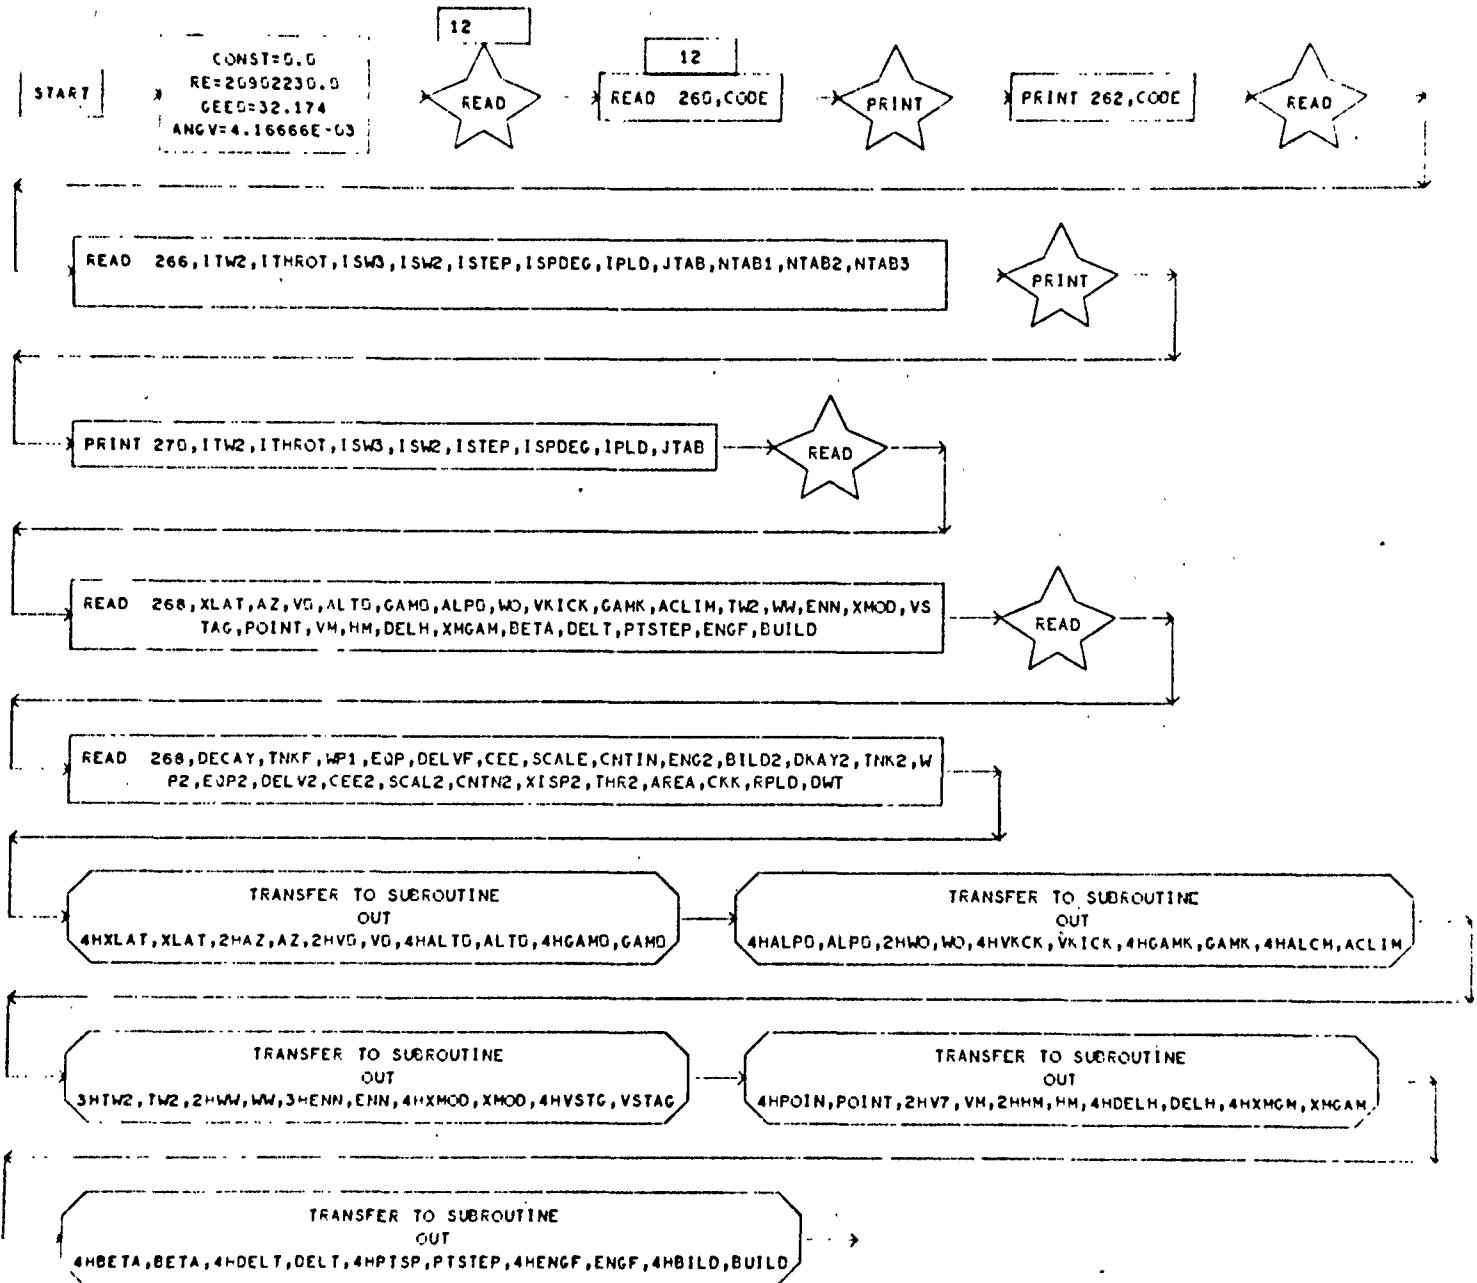 12
START
CONST=0.0
RE=20902230.0
GEE0=32.174
ANGV=4.16666E-03
READ
12
READ 260,CODE
PRINT
PRINT 262,CODE
READ
READ 266,ITW2,ITHROT,ISW3,ISW2,ISTEP,ISPDEG,IPLD,JTAB,NTAB1,NTAB2,NTAB3
PRINT
PRINT 270,ITW2,ITHROT,ISW3,ISW2,ISTEP,ISPDEG,IPLD,JTAB
READ
READ 268,XLAT,AZ,V0,ALT0,GAM0,ALP0,WO,VKICK,GAMK,ACLIM,TW2,WW,ENN,XMOD,VS
TAG,POINT,VM,HM,DELH,XMGAM,BETA,DELT,PTSTEP,ENGF,BUILD
READ
READ 268,DECAY,TNKF,WP1,EQP,DELVF,CEE,SCALE,CNTIN,ENG2,BILD2,DKAY2,TNK2,W
P2,EQP2,DELV2,CEE2,SCAL2,CNTN2,XISP2,THR2,AREA,CKK,RPLD,DWT
TRANSFER TO SUBROUTINE
OUT
4HXLAT,XLAT,2HAZ,AZ,2HV0,V0,4HALT0,ALT0,4HGAM0,GAM0
TRANSFER TO SUBROUTINE
OUT
4HALP0,ALP0,2HWO,WO,4HVKCK,VKICK,4HGAMK,GAMK,4HALCM,ACLIM
TRANSFER TO SUBROUTINE
OUT
3HTW2,TW2,2HWW,WW,3HENN,ENN,4HXMOD,XMOD,4HVSTG,VSTAG
TRANSFER TO SUBROUTINE
OUT
4HPOIN,POINT,2HV7,VM,2HHM,HM,4HDELH,DELH,4HXMGM,XMGAM
TRANSFER TO SUBROUTINE
OUT
4HBETA,BETA,4HDELT,DELT,4HPTSP,PTSTEP,4HENGF,ENGF,4HBILD,BUILD